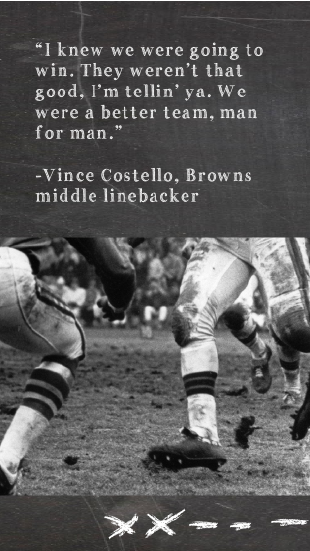 “I knew we were going to
win. They weren’t that
good, I’m tellin’ ya. We
were a better team, man
for man.”
-Vince Costello, Browns
middle linebacker